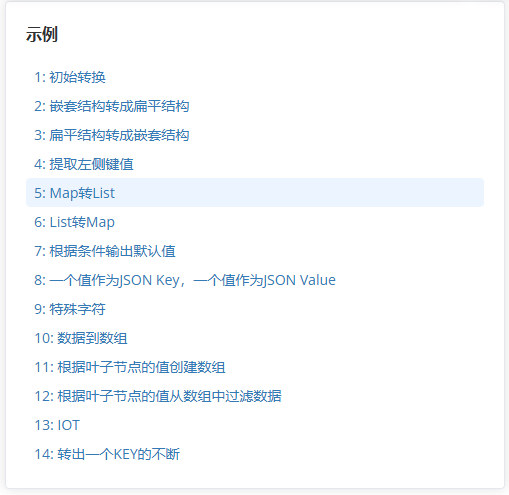 示例
1: 初始转换
2: 嵌套结构转成扁平结构
3: 扁平结构转成嵌套结构
4: 提取左侧键值
5: Map转List
6: List转Map
7: 根据条件输出默认值
8: 一个值作为JSON Key，一个值作为JSON Value
9: 特殊字符
10: 数据到数组
11: 根据叶子节点的值创建数组
12: 根据叶子节点的值从数组中过滤数据
13: IOT
14: 转出一个KEY的不断